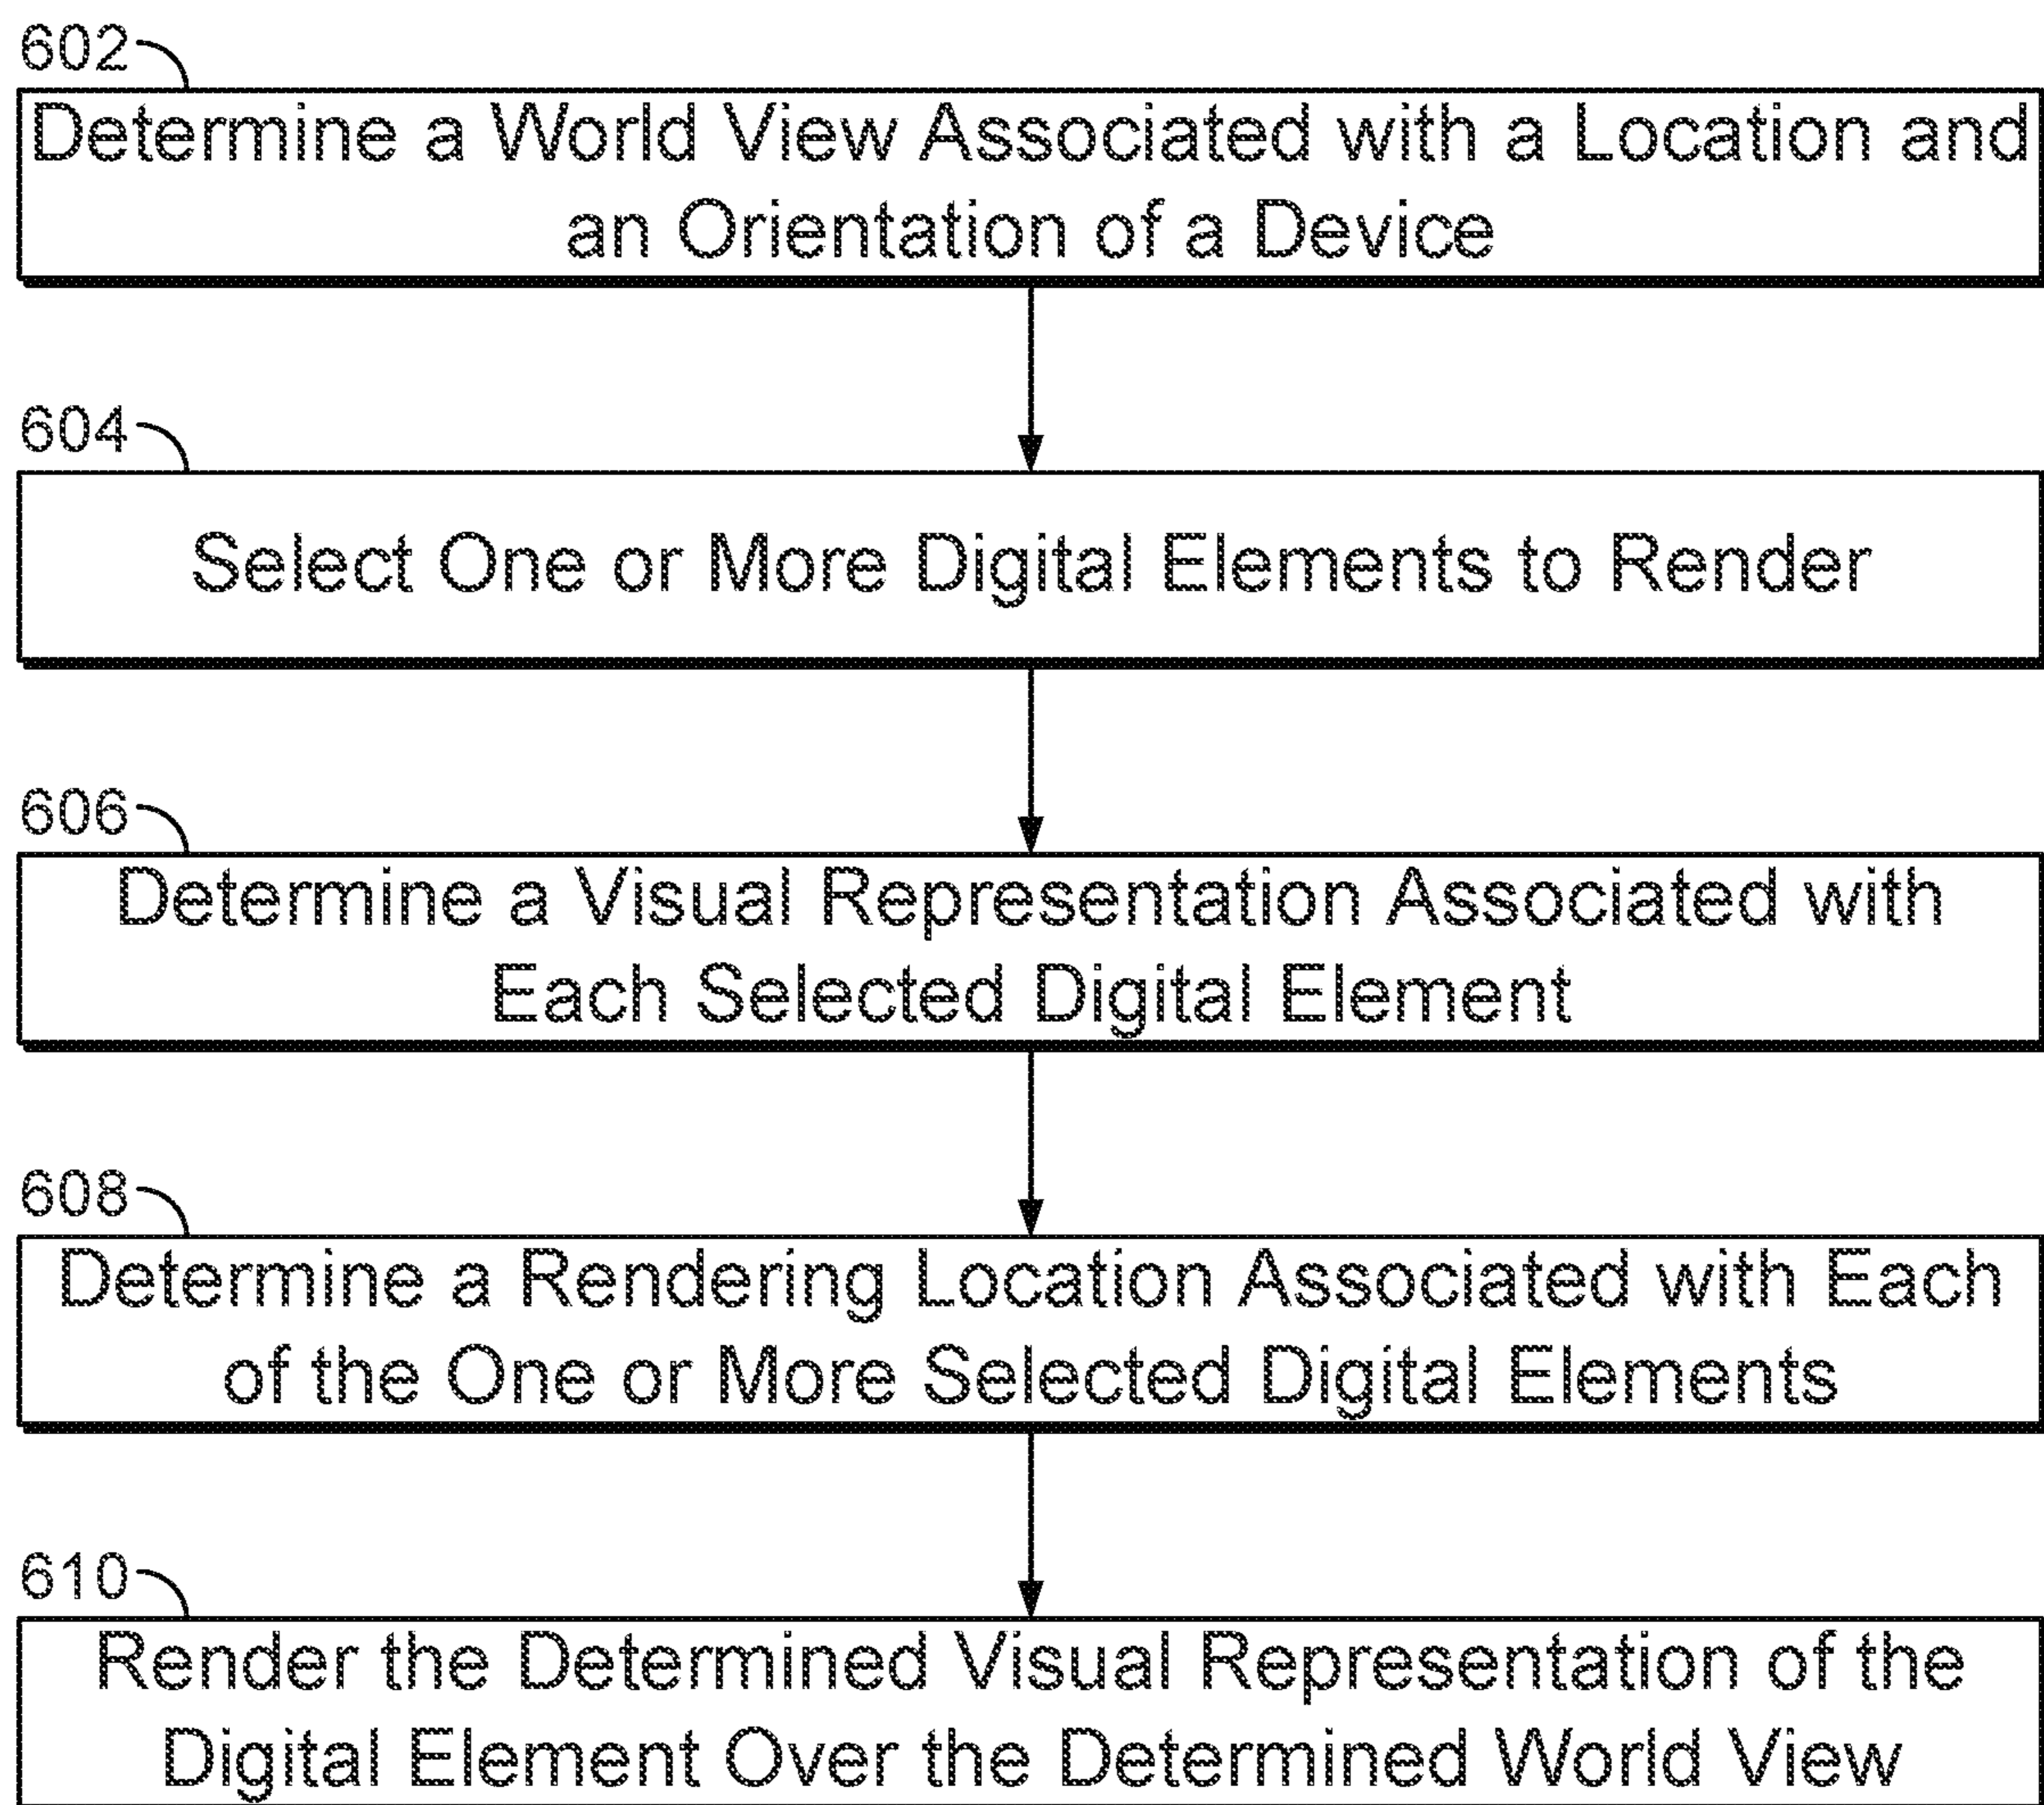 602
Determine a World View Associated with a Location and
an Orientation of a Device
604
Select One or More Digital Elements to Render
606
Determine a Visual Representation Associated with
Each Selected Digital Element
608
Determine a Rendering Location Associated with Each
of the One or More Selected Digital Elements
610
Render the Determined Visual Representation of the
Digital Element Over the Determined World View